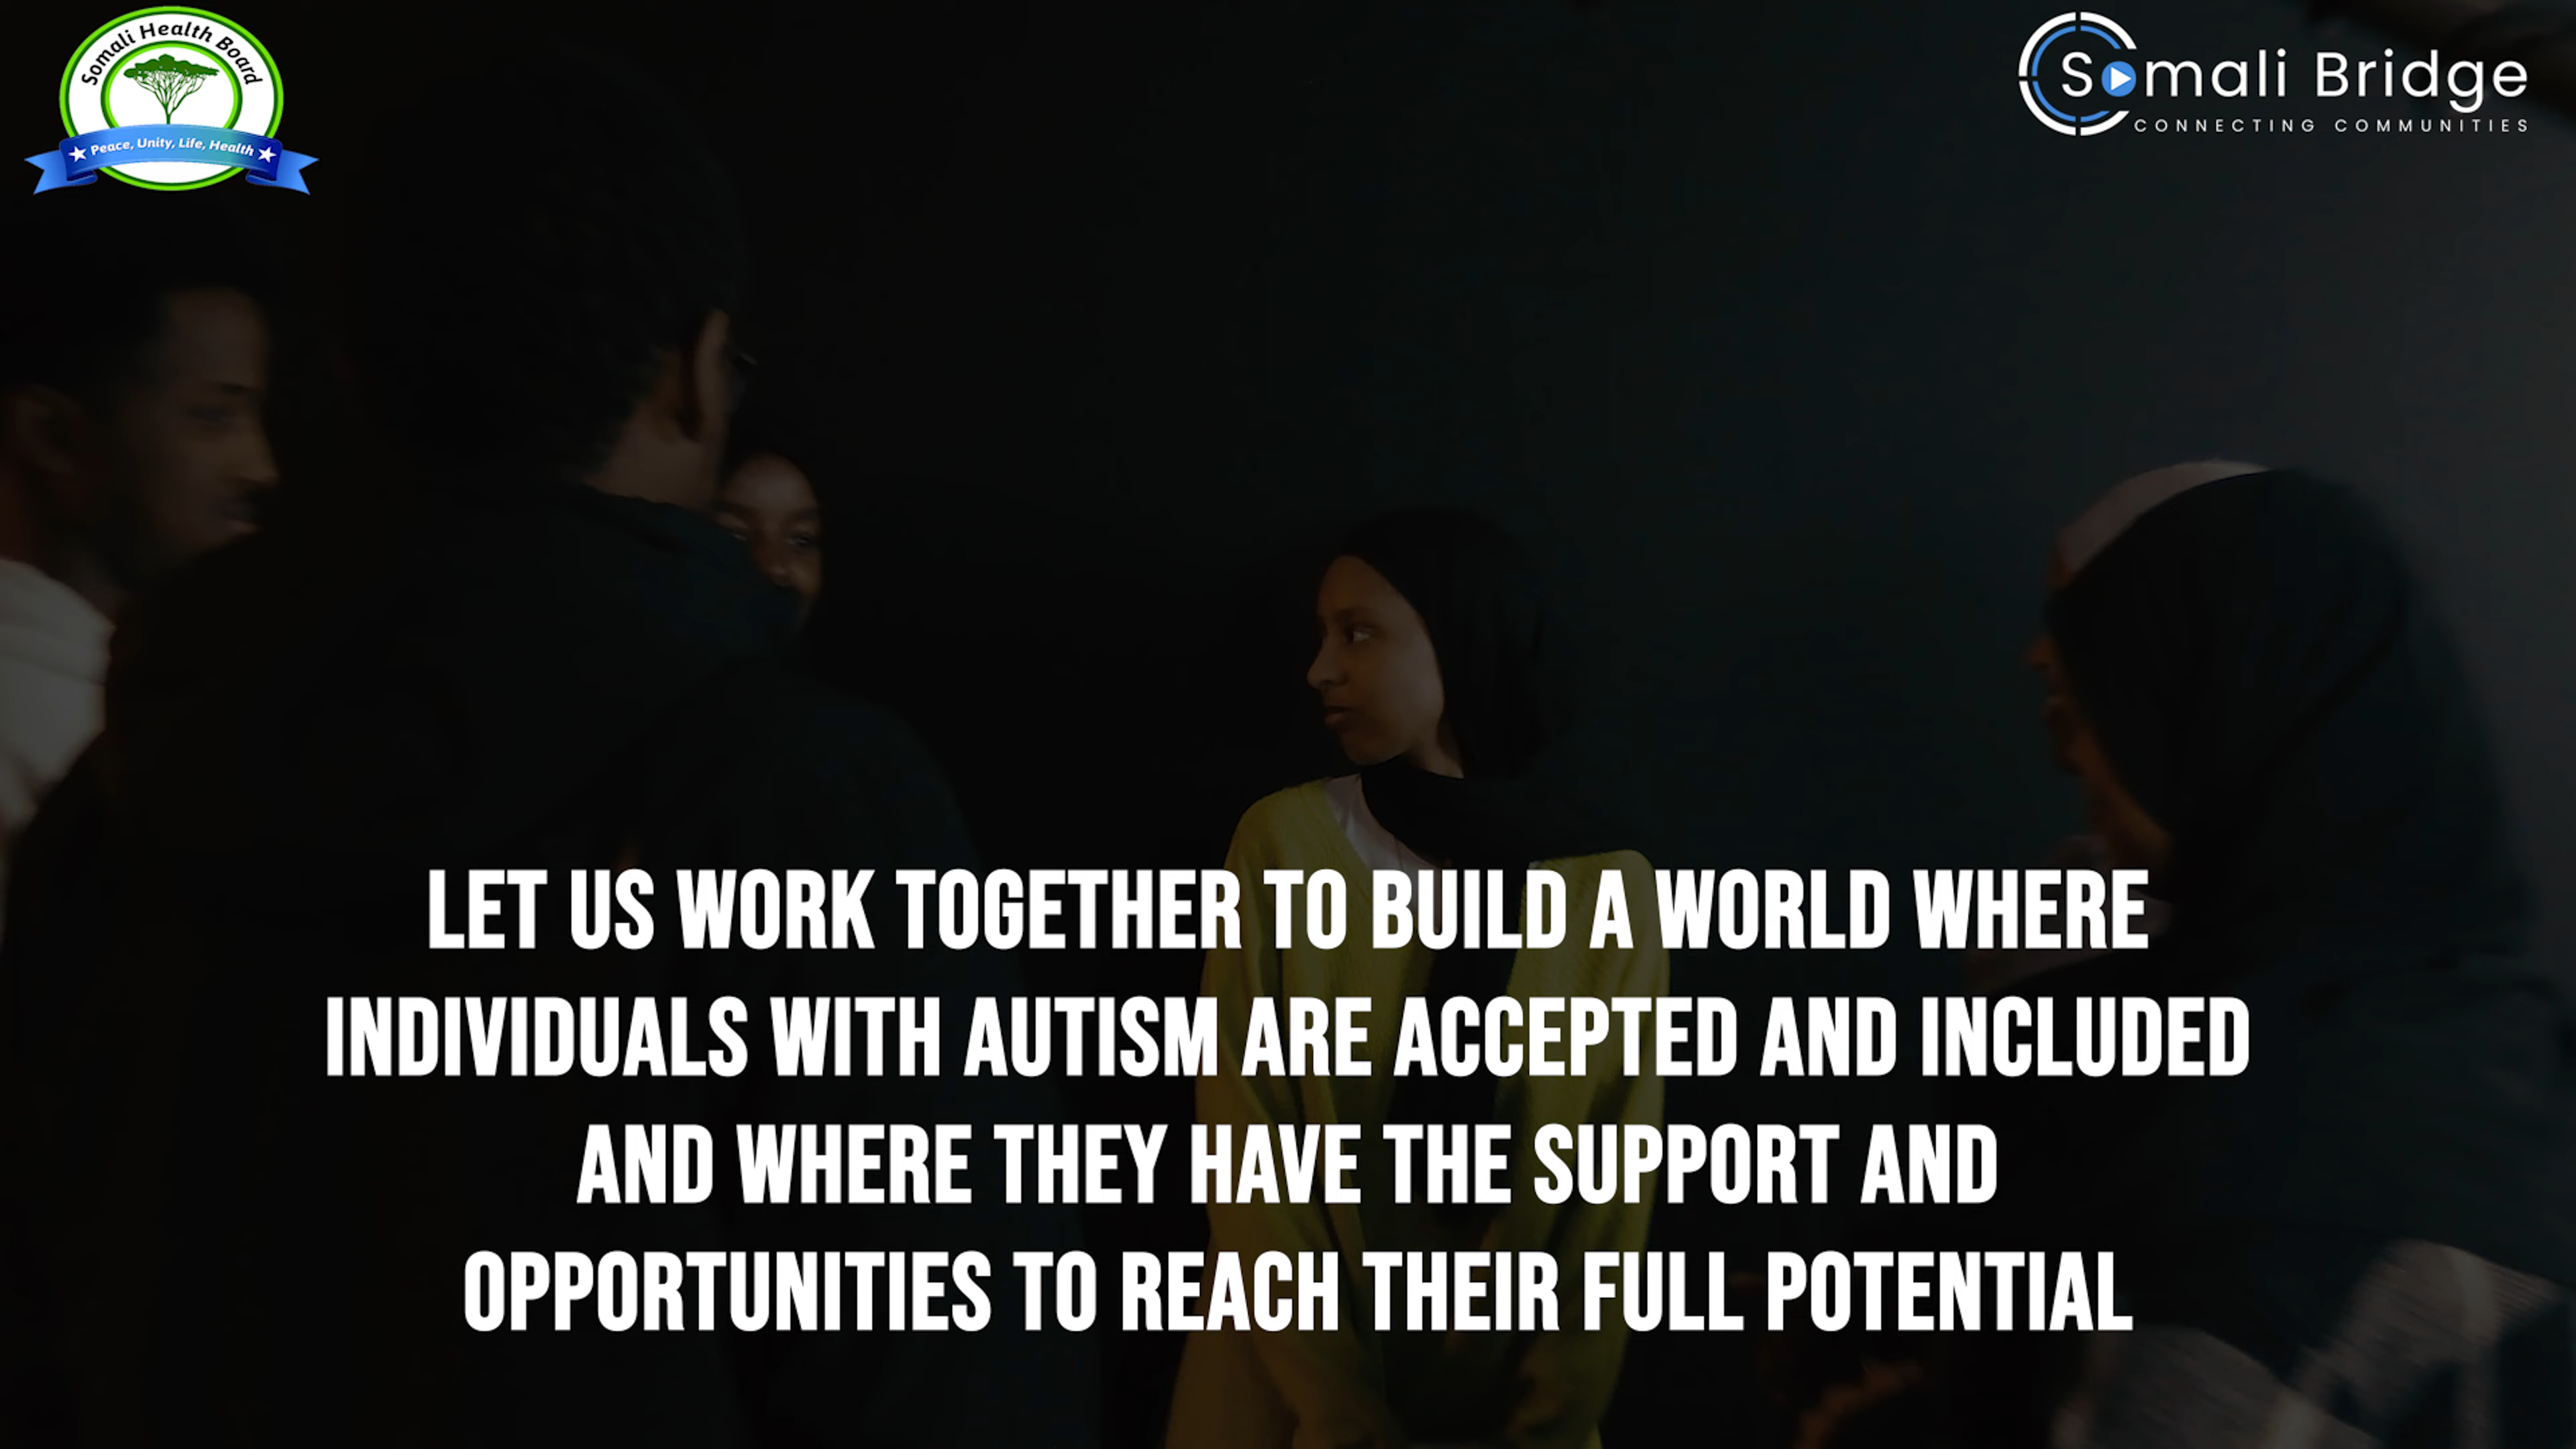 Somali Health Board
Peace, Unity, Life, Health
Somali Bridge
CONNECTING COMMUNITIES
LET US WORK TOGETHER TO BUILD A WORLD WHERE
INDIVIDUALS WITH AUTISM ARE ACCEPTED AND INCLUDED
AND WHERE THEY HAVE THE SUPPORT AND
OPPORTUNITIES TO REACH THEIR FULL POTENTIAL